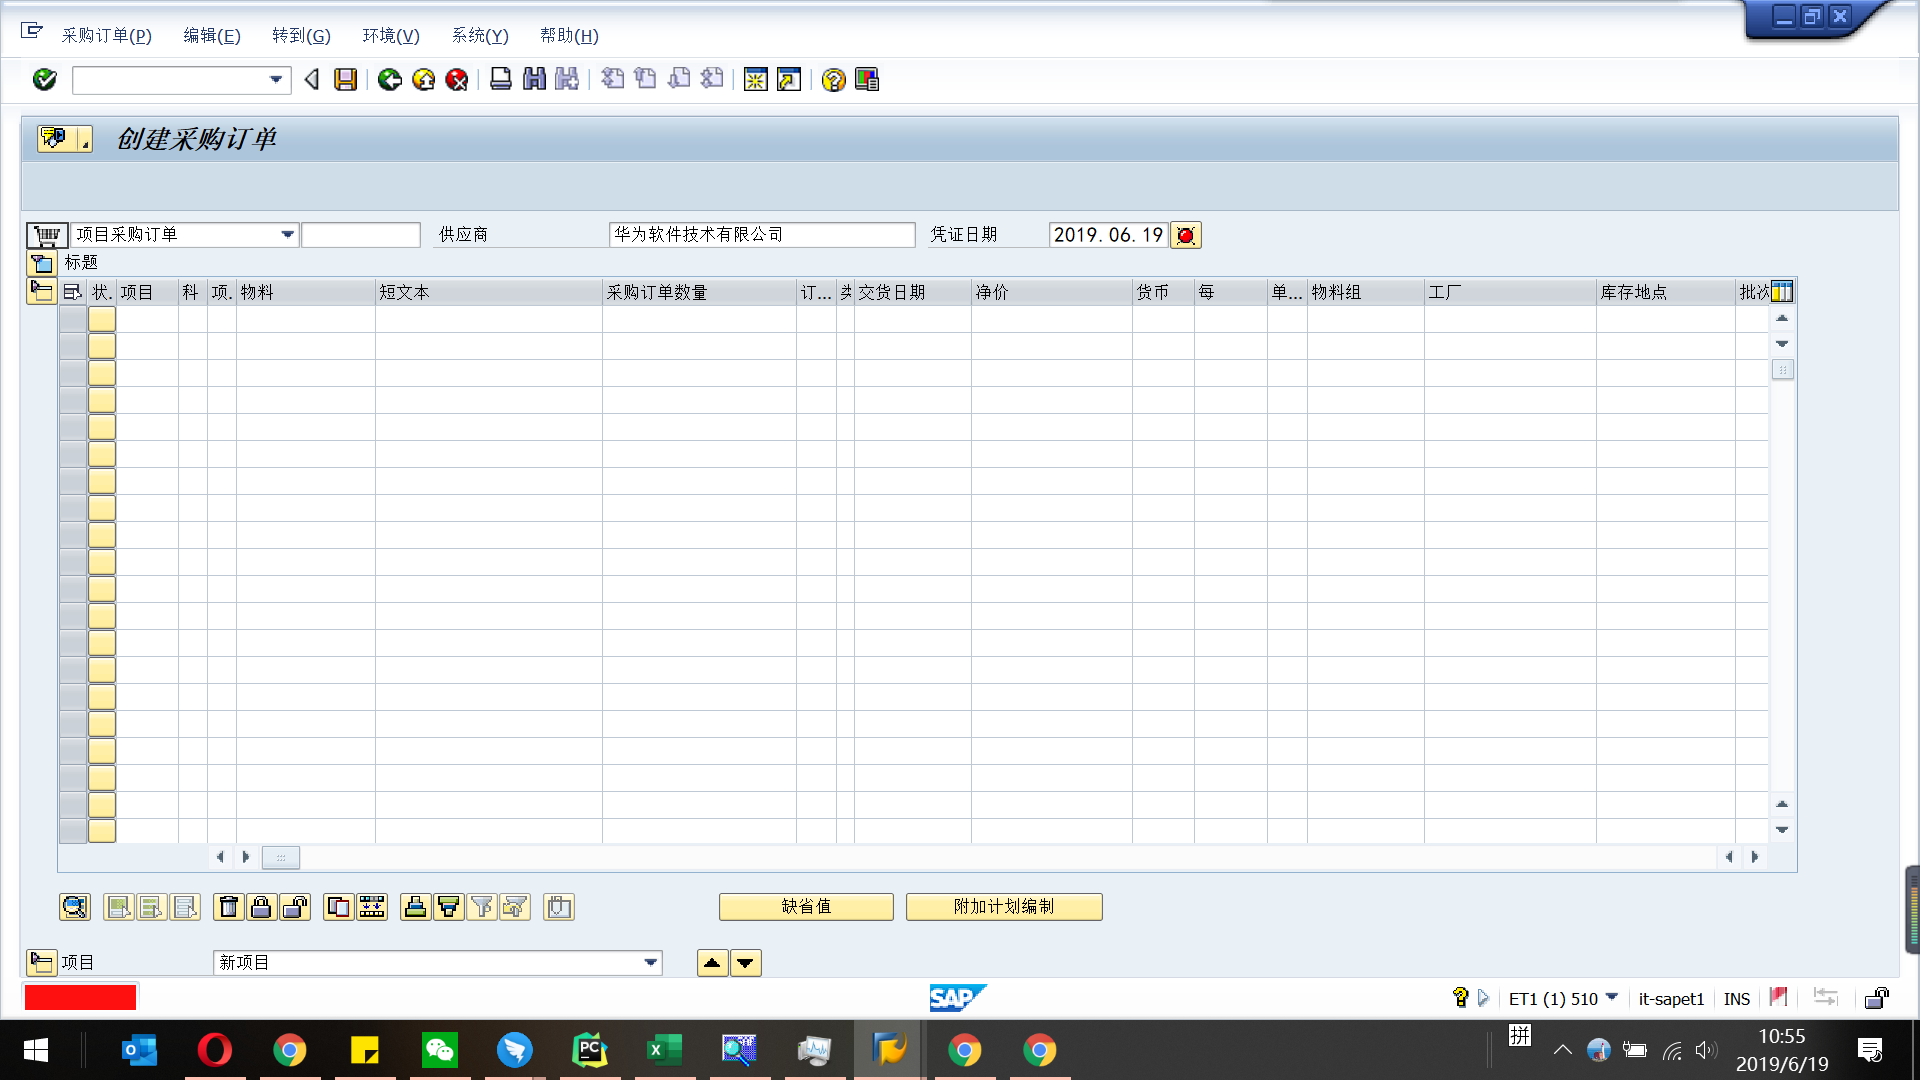 采购订单(P) 编辑(E) 转到(G) 环境(V) 系统(Y) 帮助(H)
创建采购订单
项目采购订单 供应商 华为软件技术有限公司 凭证日期 2019.06.19
标题
状. 项目 科 项. 物料 短文本 采购订单数量 订... 类 交货日期 净价 货币 每 单... 物料组 工厂 库存地点 批次
缺省值 附加计划编制
项目 新项目
SAP ET1 (1) 510 it-sapet1 INS
拼 10:55
2019/6/19